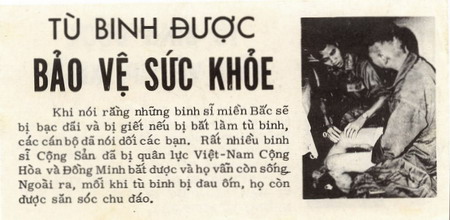 TÙ BINH ĐƯỢC
BẢO VỆ SỨC KHỎE
Khi nói rằng những binh sĩ miền Bắc sẽ
bị bạc đãi và bị giết nếu bị bắt làm tù binh,
các cán bộ đã nói dối các bạn. Rất nhiều binh
sĩ Cộng Sản đã bị quân lực Việt-Nam Cộng
Hòa và Đồng Minh bắt được và họ vẫn còn sống.
Ngoài ra, mỗi khi tù binh bị đau ốm, họ còn
được săn sóc chu đáo.